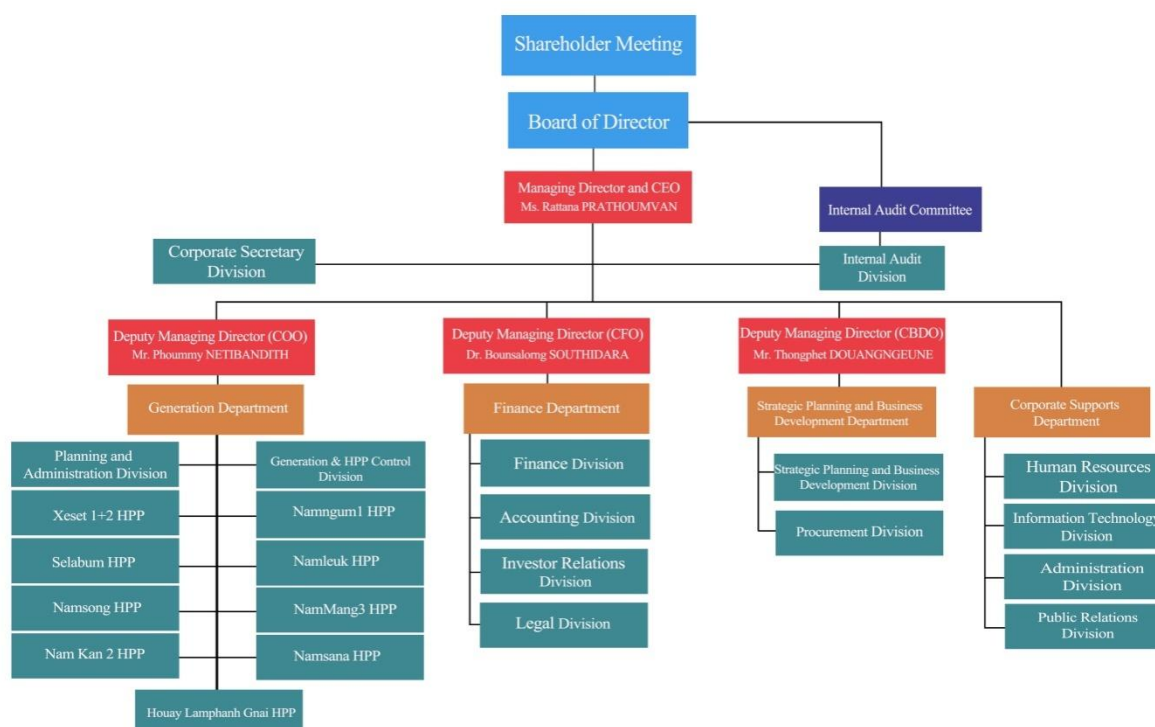 Shareholder Meeting
Board of Director
Managing Director and CEO
Ms. Rattana PRATHOUMVAN
Internal Audit Committee
Corporate Secretary
Division
Internal Audit
Division
Deputy Managing Director (COO)
Mr. Phoummy NETIBANDITH
Deputy Managing Director (CFO)
Dr. Bounsalorng SOUTHIDARA
Deputy Managing Director (CBDO)
Mr. Thongphet DOUANGNGEUNE
Generation Department
Finance Department
Strategic Planning and Business
Development Department
Corporate Supports
Department
Planning and
Administration Division
Generation & HPP Control
Division
Xeset 1+2 HPP
Namngum1 HPP
Selabum HPP
Namleuk HPP
Namsong HPP
NamMang3 HPP
Nam Kan 2 HPP
Namsana HPP
Houay Lamphanh Gnai HPP
Finance Division
Accounting Division
Investor Relations
Division
Legal Division
Strategic Planning and Business
Development Division
Procurement Division
Human Resources
Division
Information Technology
Division
Administration
Division
Public Relations
Division